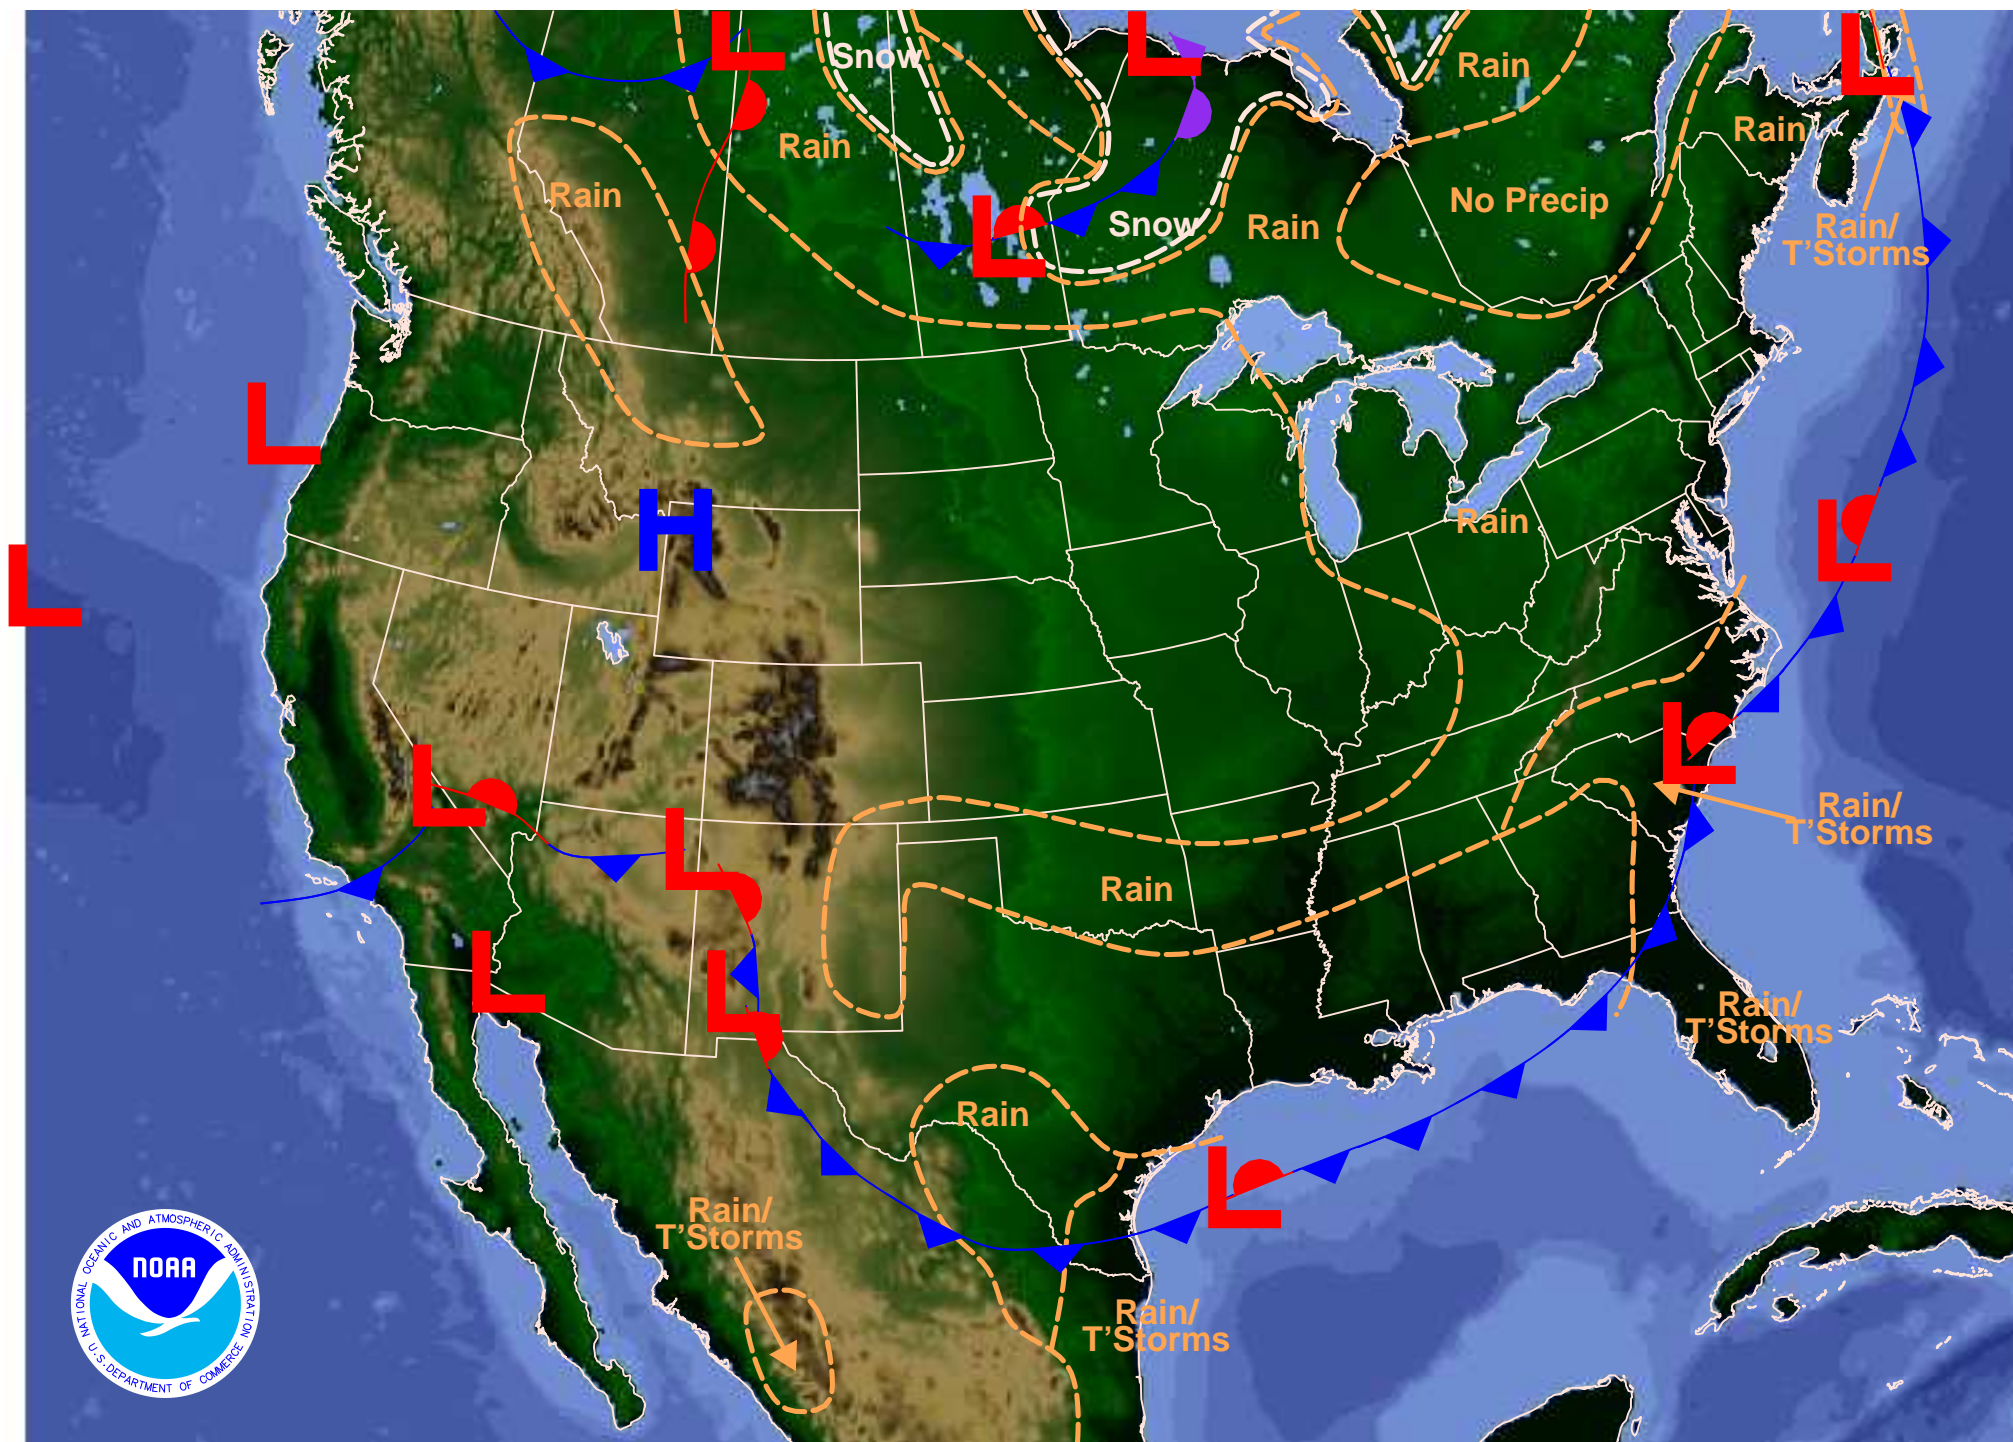 L
L
L
Snow
Rain
Rain
Rain
Rain
No Precip
Rain
L
Snow
Rain
Rain/
T'Storms
L
H
L
Rain
L
L
L
L
Rain/
T'Storms
L
Rain
L
L
Rain/
T'Storms
Rain
L
Rain/
T'Storms
Rain/
T'Storms
NATIONAL OCEANIC AND ATMOSPHERIC ADMINISTRATION
NOAA
U.S. DEPARTMENT OF COMMERCE